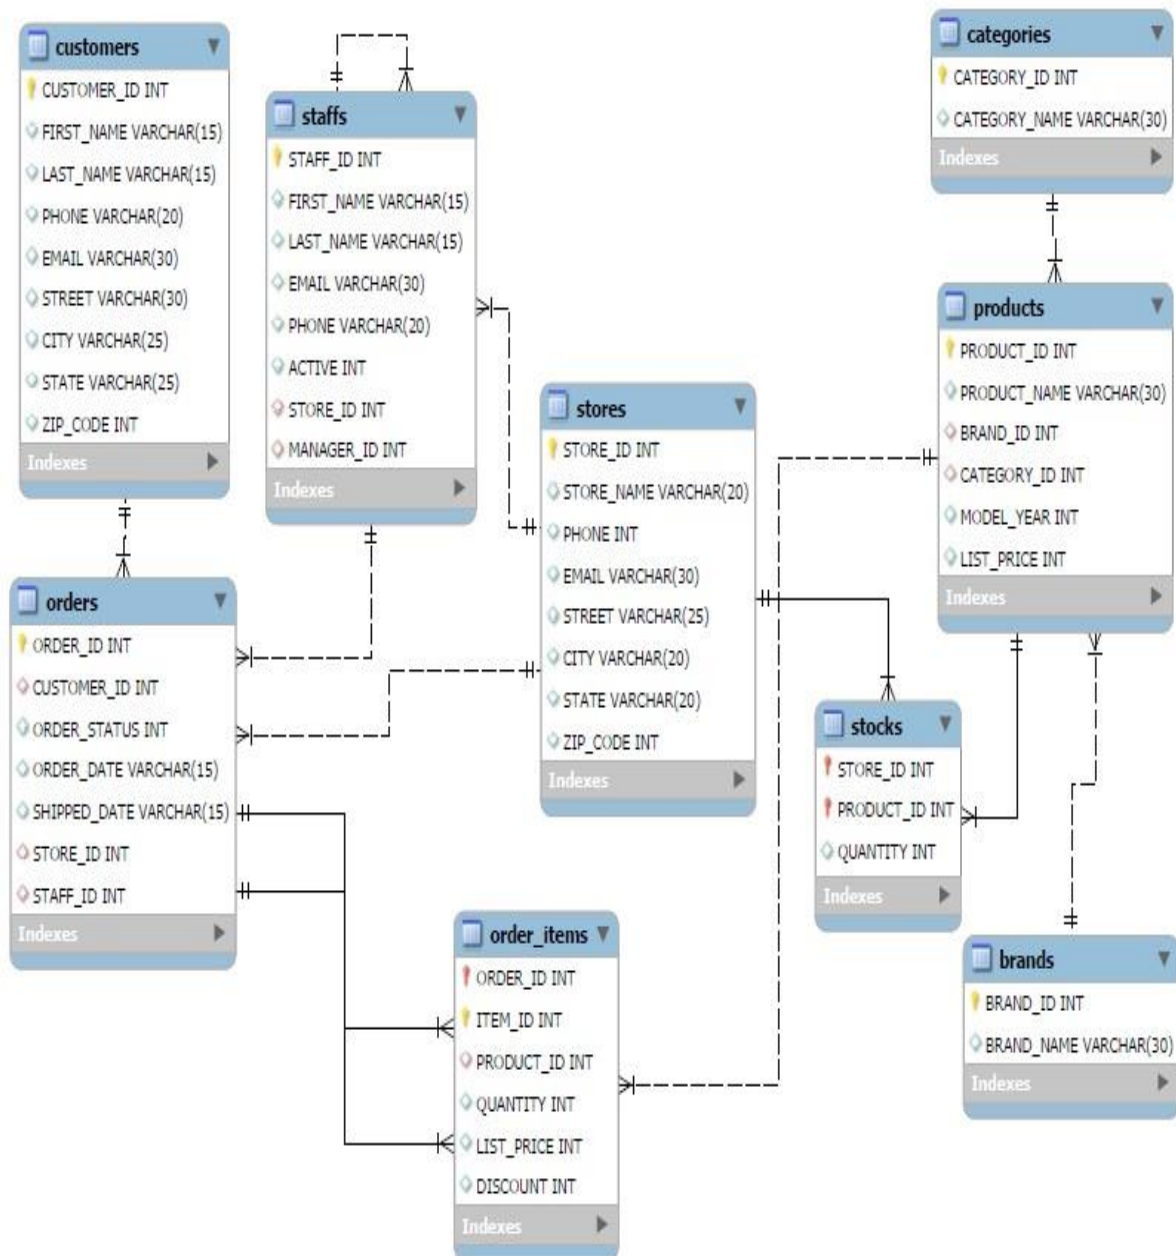 customers
CUSTOMER_ID INT
FIRST_NAME VARCHAR(15)
LAST_NAME VARCHAR(15)
PHONE VARCHAR(20)
EMAIL VARCHAR(30)
STREET VARCHAR(30)
CITY VARCHAR(25)
STATE VARCHAR(25)
ZIP_CODE INT
Indexes
staffs
STAFF_ID INT
FIRST_NAME VARCHAR(15)
LAST_NAME VARCHAR(15)
EMAIL VARCHAR(30)
PHONE VARCHAR(20)
ACTIVE INT
STORE_ID INT
MANAGER_ID INT
Indexes
categories
CATEGORY_ID INT
CATEGORY_NAME VARCHAR(30)
Indexes
products
PRODUCT_ID INT
PRODUCT_NAME VARCHAR(30)
BRAND_ID INT
CATEGORY_ID INT
MODEL_YEAR INT
LIST_PRICE INT
Indexes
stores
STORE_ID INT
STORE_NAME VARCHAR(20)
PHONE INT
EMAIL VARCHAR(30)
STREET VARCHAR(25)
CITY VARCHAR(20)
STATE VARCHAR(20)
ZIP_CODE INT
Indexes
orders
ORDER_ID INT
CUSTOMER_ID INT
ORDER_STATUS INT
ORDER_DATE VARCHAR(15)
SHIPPED_DATE VARCHAR(15)
STORE_ID INT
STAFF_ID INT
Indexes
stocks
STORE_ID INT
PRODUCT_ID INT
QUANTITY INT
Indexes
order_items
ORDER_ID INT
ITEM_ID INT
PRODUCT_ID INT
QUANTITY INT
LIST_PRICE INT
DISCOUNT INT
Indexes
brands
BRAND_ID INT
BRAND_NAME VARCHAR(30)
Indexes